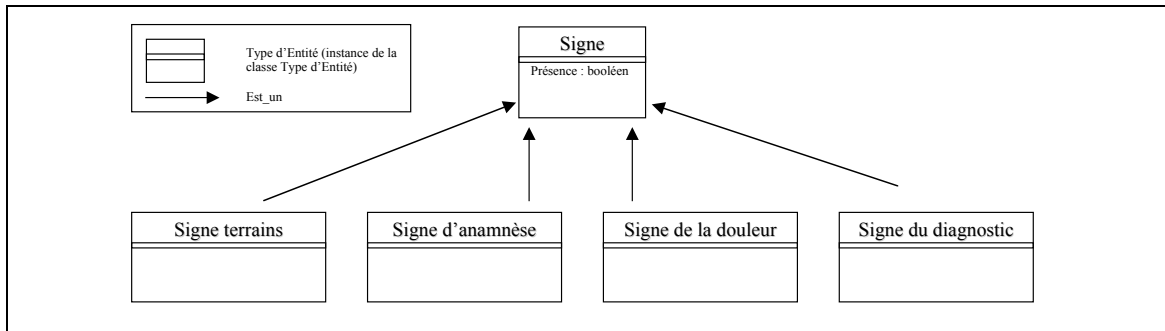 Type d’Entité (instance de la
classe Type d’Entité)
Est_un
Signe
Présence : booléen
Signe terrains
Signe d’anamnèse
Signe de la douleur
Signe du diagnostic